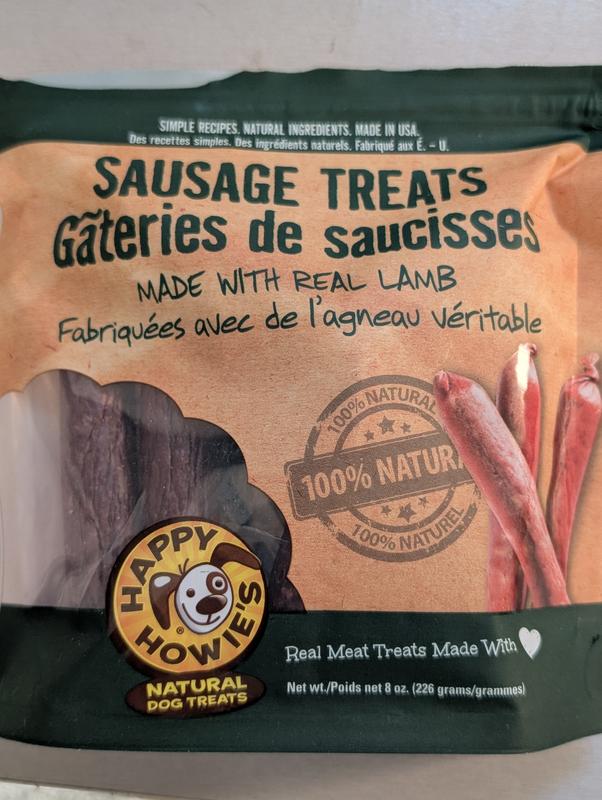 SIMPLE RECIPES. NATURAL INGREDIENTS. MADE IN USA.
Des recettes simples. Des ingrédients naturels. Fabriqué aux É. - U.
SAUSAGE TREATS
Gâteries de saucisses
MADE WITH REAL LAMB
Fabriquées avec de l'agneau véritable
100% NATURAL
100% NATURA
100% NATUREL
HAPPY
HOWIE'S
®
NATURAL
DOG TREATS
Real Meat Treats Made With
Net wt./Poids net 8 oz. (226 grams/grammes)